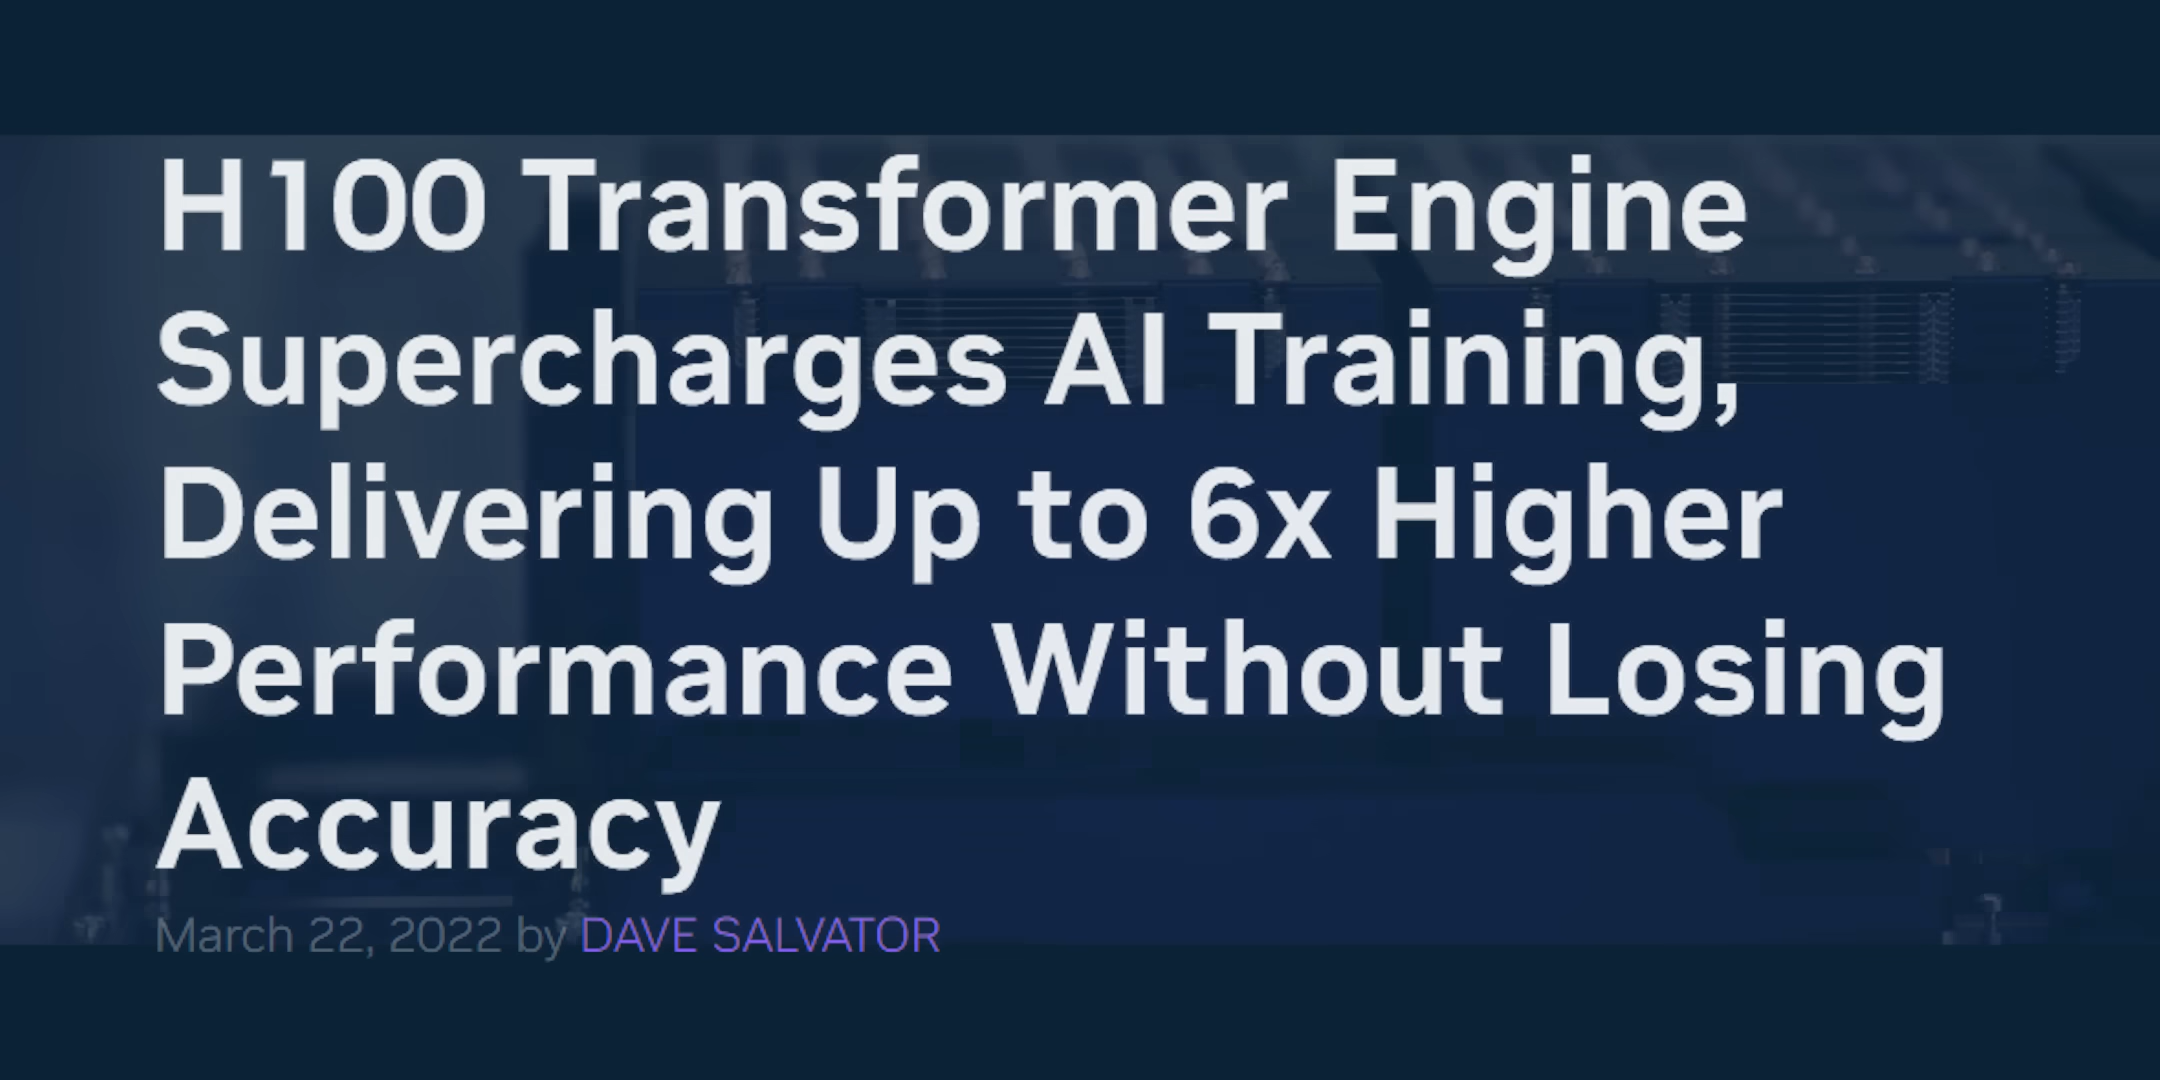 H100 Transformer Engine
Supercharges AI Training,
Delivering Up to 6x Higher
Performance Without Losing
Accuracy
March 22, 2022 by DAVE SALVATOR